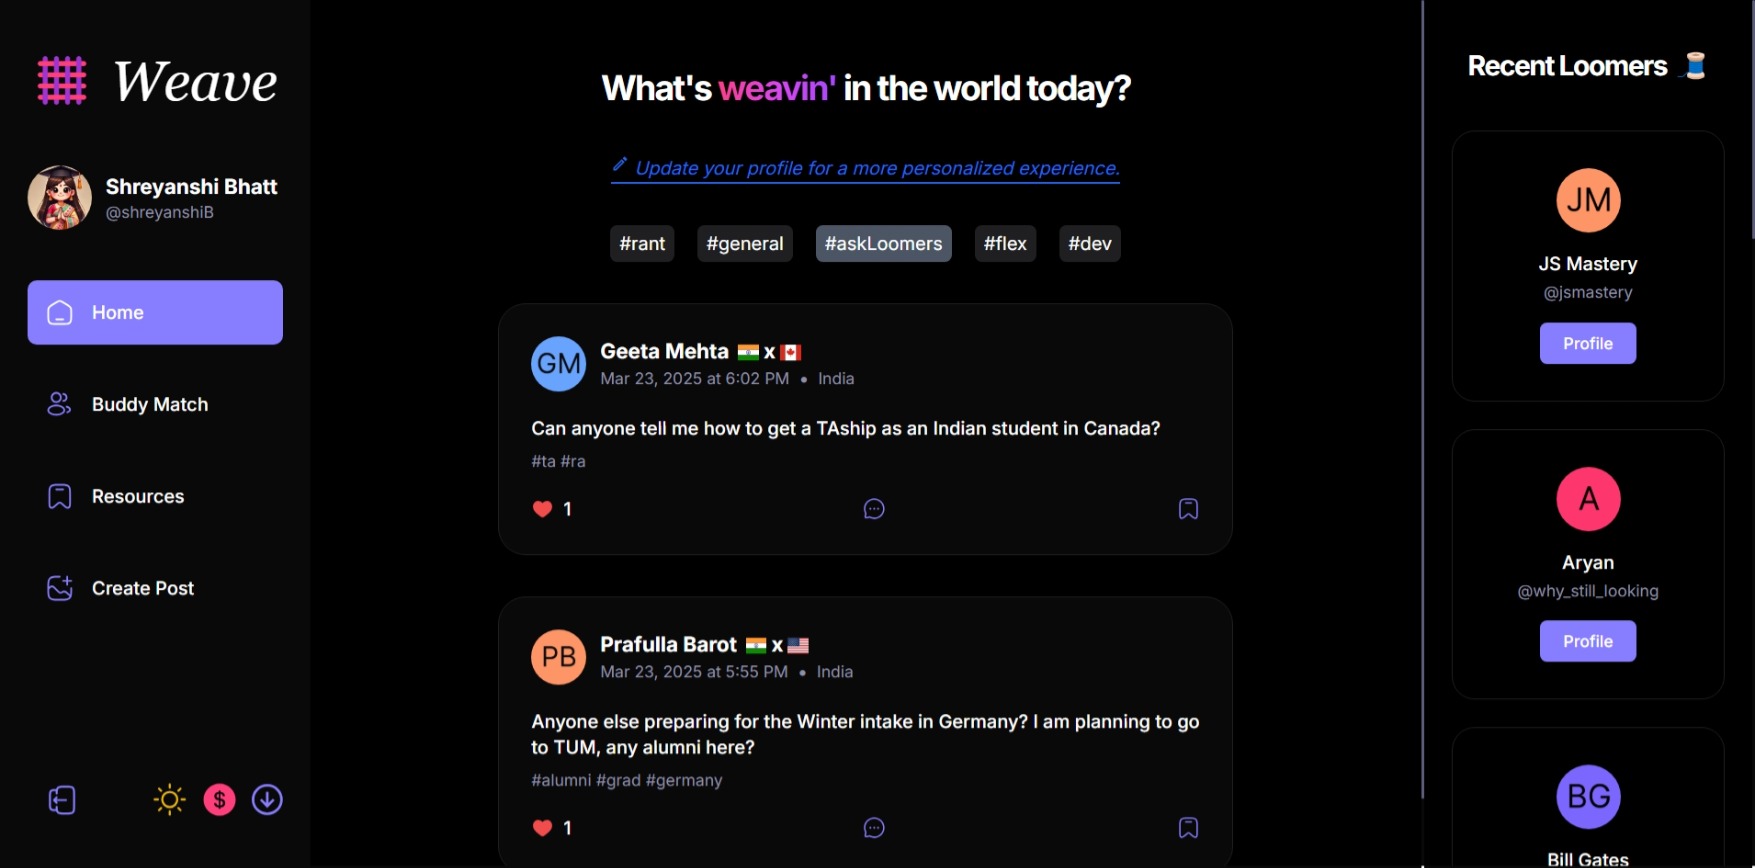 Weave
Shreyanshi Bhatt
@shreyanshiB
Home
Buddy Match
Resources
Create Post
$
What's weavin' in the world today?
Update your profile for a more personalized experience.
#rant #general #askLoomers #flex #dev
GM
Geeta Mehta x
Mar 23, 2025 at 6:02 PM • India
Can anyone tell me how to get a TAship as an Indian student in Canada?
#ta #ra
1
PB
Prafulla Barot x
Mar 23, 2025 at 5:55 PM • India
Anyone else preparing for the Winter intake in Germany? I am planning to go
to TUM, any alumni here?
#alumni #grad #germany
1
Recent Loomers
JM
JS Mastery
@jsmastery
Profile
A
Aryan
@why_still_looking
Profile
BG
Bill Gates